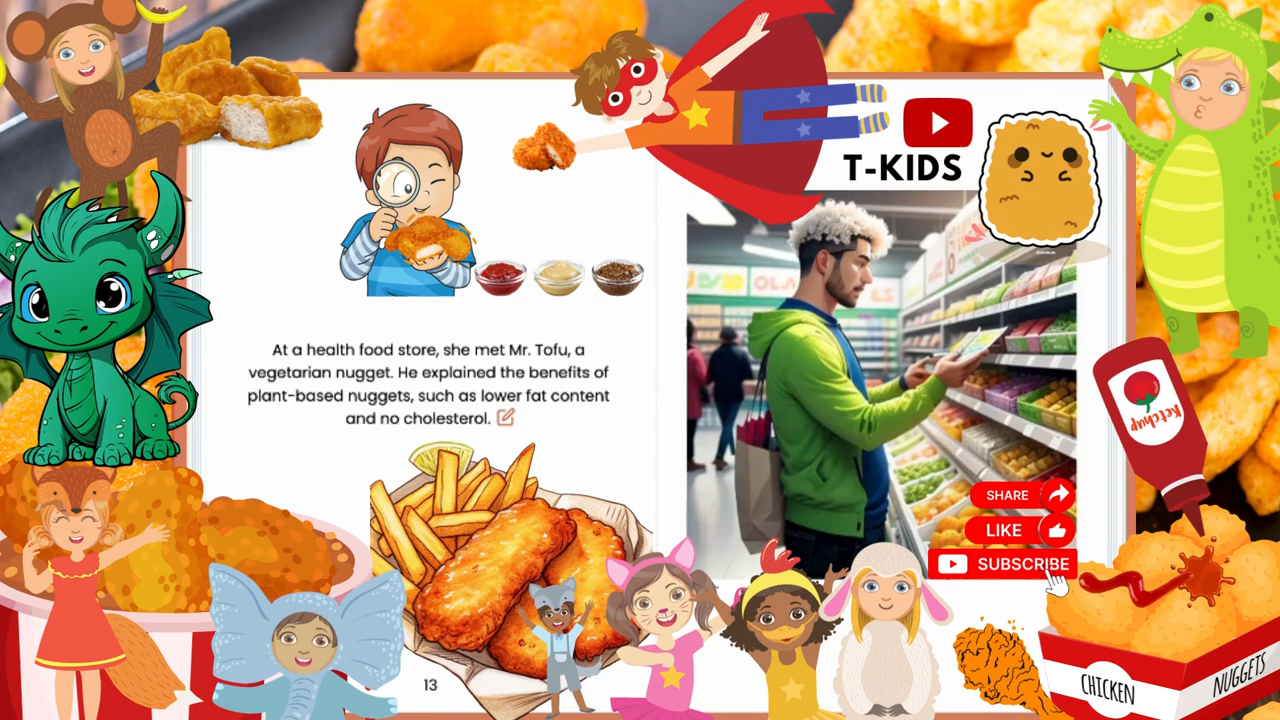 T-KIDS
At a health food store, she met Mr. Tofu, a
vegetarian nugget. He explained the benefits of
plant-based nuggets, such as lower fat content
and no cholesterol.
13
SHARE
LIKE
SUBSCRIBE
Ketchup
CHICKEN
NUGGETS